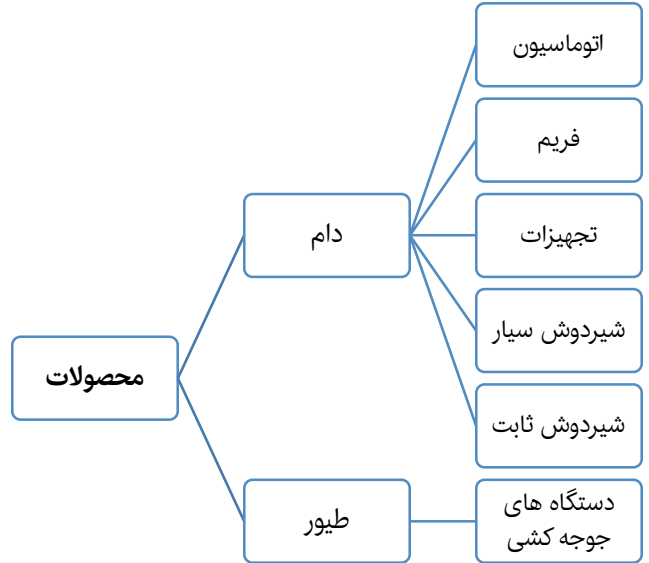 محصولات
دام
اتوماسیون
فریم
تجهیزات
شیردوش سیار
شیردوش ثابت
طیور
دستگاه های
جوجه کشی